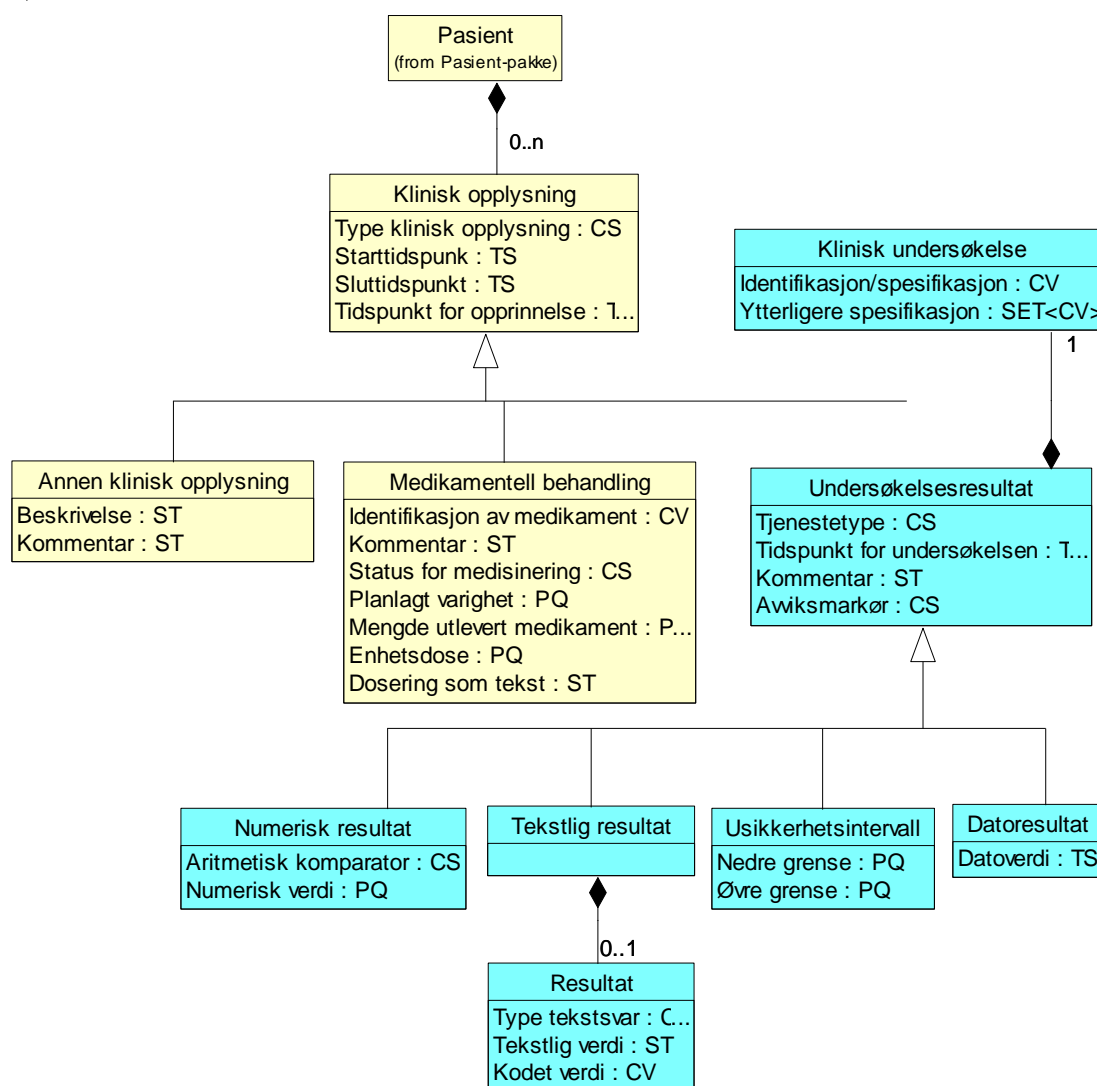 Pasient
(from Pasient-pakke)
0..n
Klinisk opplysning
Type klinisk opplysning : CS
Starttidspunk : TS
Sluttidspunkt : TS
Tidspunkt for opprinnelse : T...
Klinisk undersøkelse
Identifikasjon/spesifikasjon : CV
Ytterligere spesifikasjon : SET<CV>
1
Annen klinisk opplysning
Beskrivelse : ST
Kommentar : ST
Medikamentell behandling
Identifikasjon av medikament : CV
Kommentar : ST
Status for medisinering : CS
Planlagt varighet : PQ
Mengde utlevert medikament : P...
Enhetsdose : PQ
Dosering som tekst : ST
Undersøkelsesresultat
Tjenestetype : CS
Tidspunkt for undersøkelsen : T...
Kommentar : ST
Avviksmarkør : CS
Numerisk resultat
Aritmetisk komparator : CS
Numerisk verdi : PQ
Tekstlig resultat
Usikkerhetsintervall
Nedre grense : PQ
Øvre grense : PQ
Datoresultat
Datoverdi : TS
0..1
Resultat
Type tekstsvar : C...
Tekstlig verdi : ST
Kodet verdi : CV